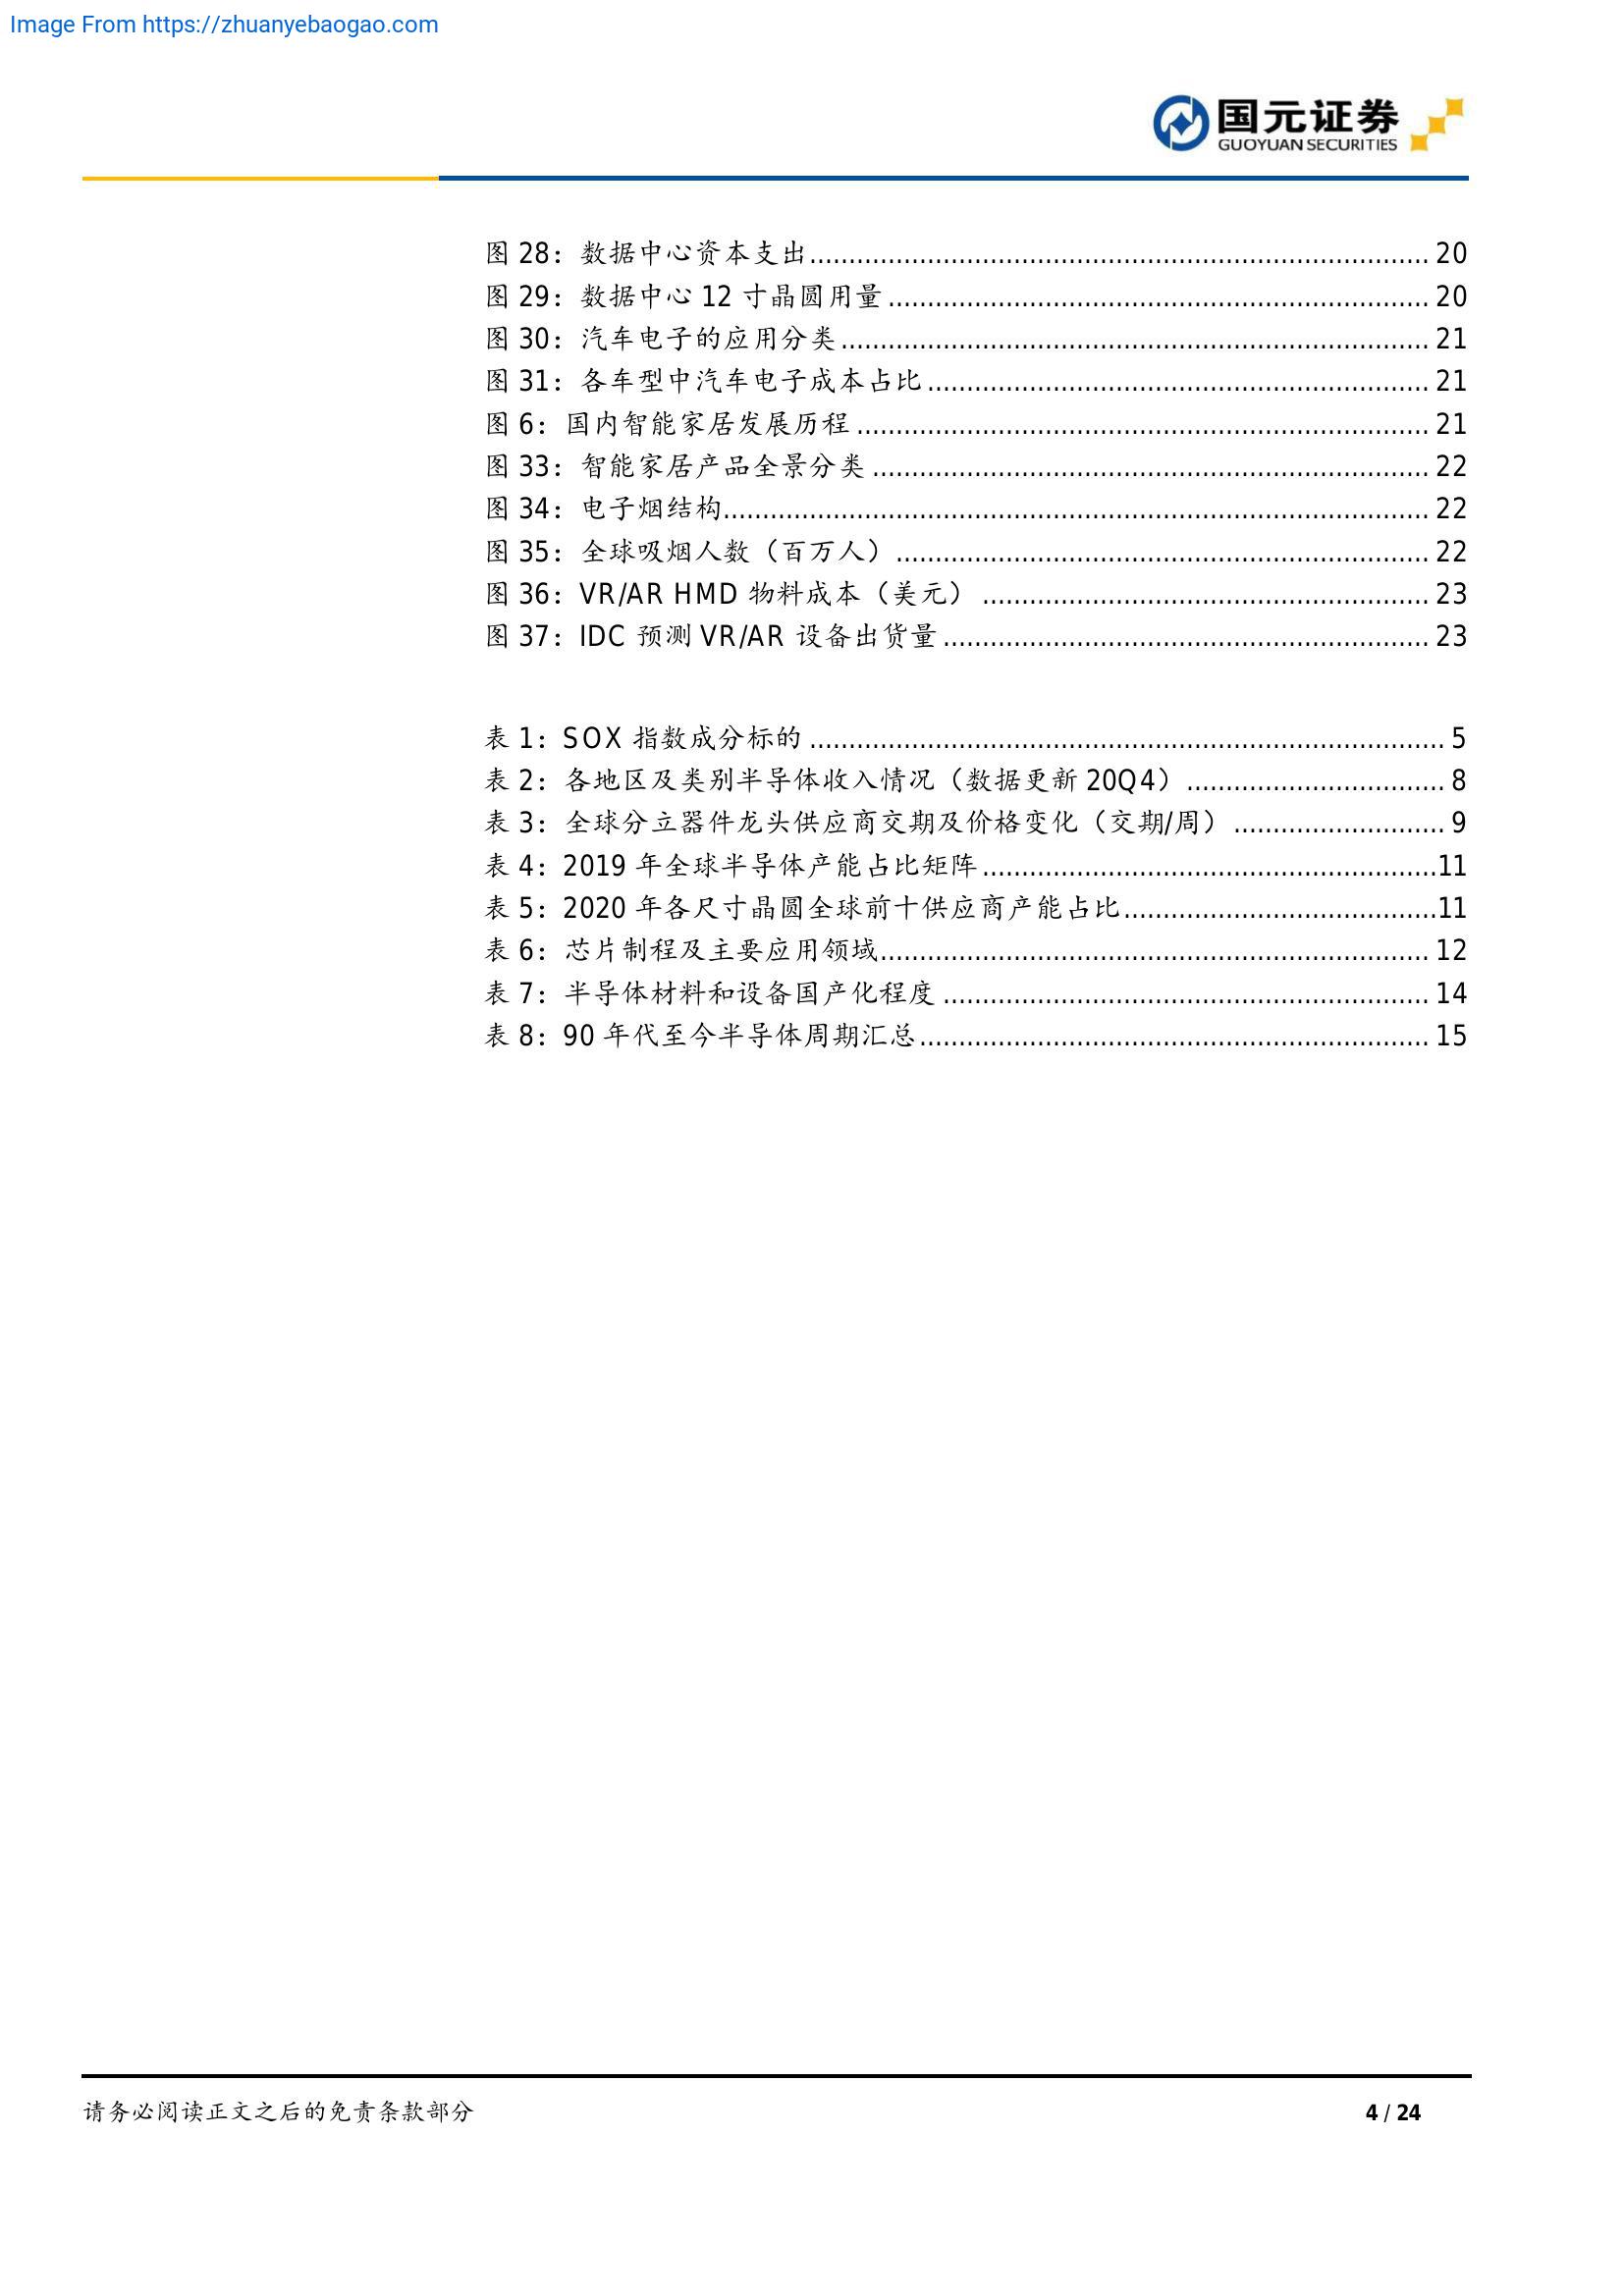 Image From https://zhuanyebaogao.com
国元证券
GUOYUAN SECURITIES
图 28：数据中心资本支出................................................................................ 20
图 29：数据中心 12 寸晶圆用量...................................................................... 20
图 30：汽车电子的应用分类............................................................................ 21
图 31：各车型中汽车电子成本占比................................................................. 21
图 6：国内智能家居发展历程.......................................................................... 21
图 33：智能家居产品全景分类........................................................................ 22
图 34：电子烟结构........................................................................................... 22
图 35：全球吸烟人数（百万人）..................................................................... 22
图 36：VR/AR HMD 物料成本（美元）.......................................................... 23
图 37：IDC 预测 VR/AR 设备出货量............................................................... 23
表 1：SOX 指数成分标的.................................................................................. 5
表 2：各地区及类别半导体收入情况（数据更新 20Q4）................................. 8
表 3：全球分立器件龙头供应商交期及价格变化（交期/周）........................... 9
表 4：2019 年全球半导体产能占比矩阵...........................................................11
表 5：2020 年各尺寸晶圆全球前十供应商产能占比........................................11
表 6：芯片制程及主要应用领域....................................................................... 12
表 7：半导体材料和设备国产化程度............................................................... 14
表 8：90 年代至今半导体周期汇总.................................................................. 15
请务必阅读正文之后的免责条款部分
4 / 24